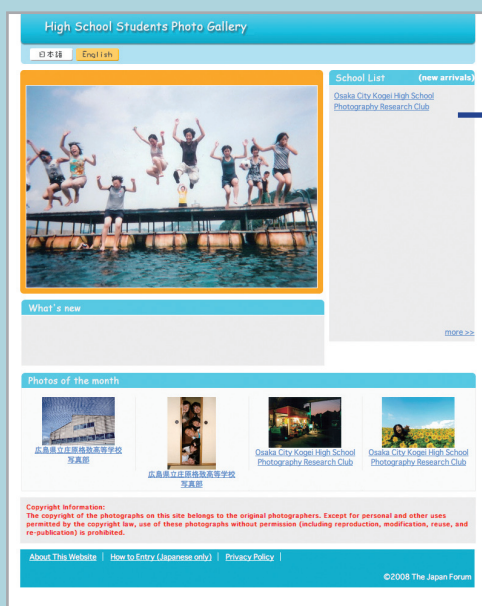 High School Students Photo Gallery
日本語 English
School List (new arrivals)
Osaka City Kogei High School
Photography Research Club
more >>
What's new
Photos of the month
広島県立庄原格致高等学校
写真部
広島県立庄原格致高等学校
写真部
Osaka City Kogei High School
Photography Research Club
Osaka City Kogei High School
Photography Research Club
Copyright Information:
The copyright of the photographs on this site belongs to the original photographers. Except for personal and other uses
permitted by the copyright law, use of these photographs without permission (including reproduction, modification, reuse, and
re-publication) is prohibited.
About This Website | How to Entry (Japanese only) | Privacy Policy |
©2008 The Japan Forum